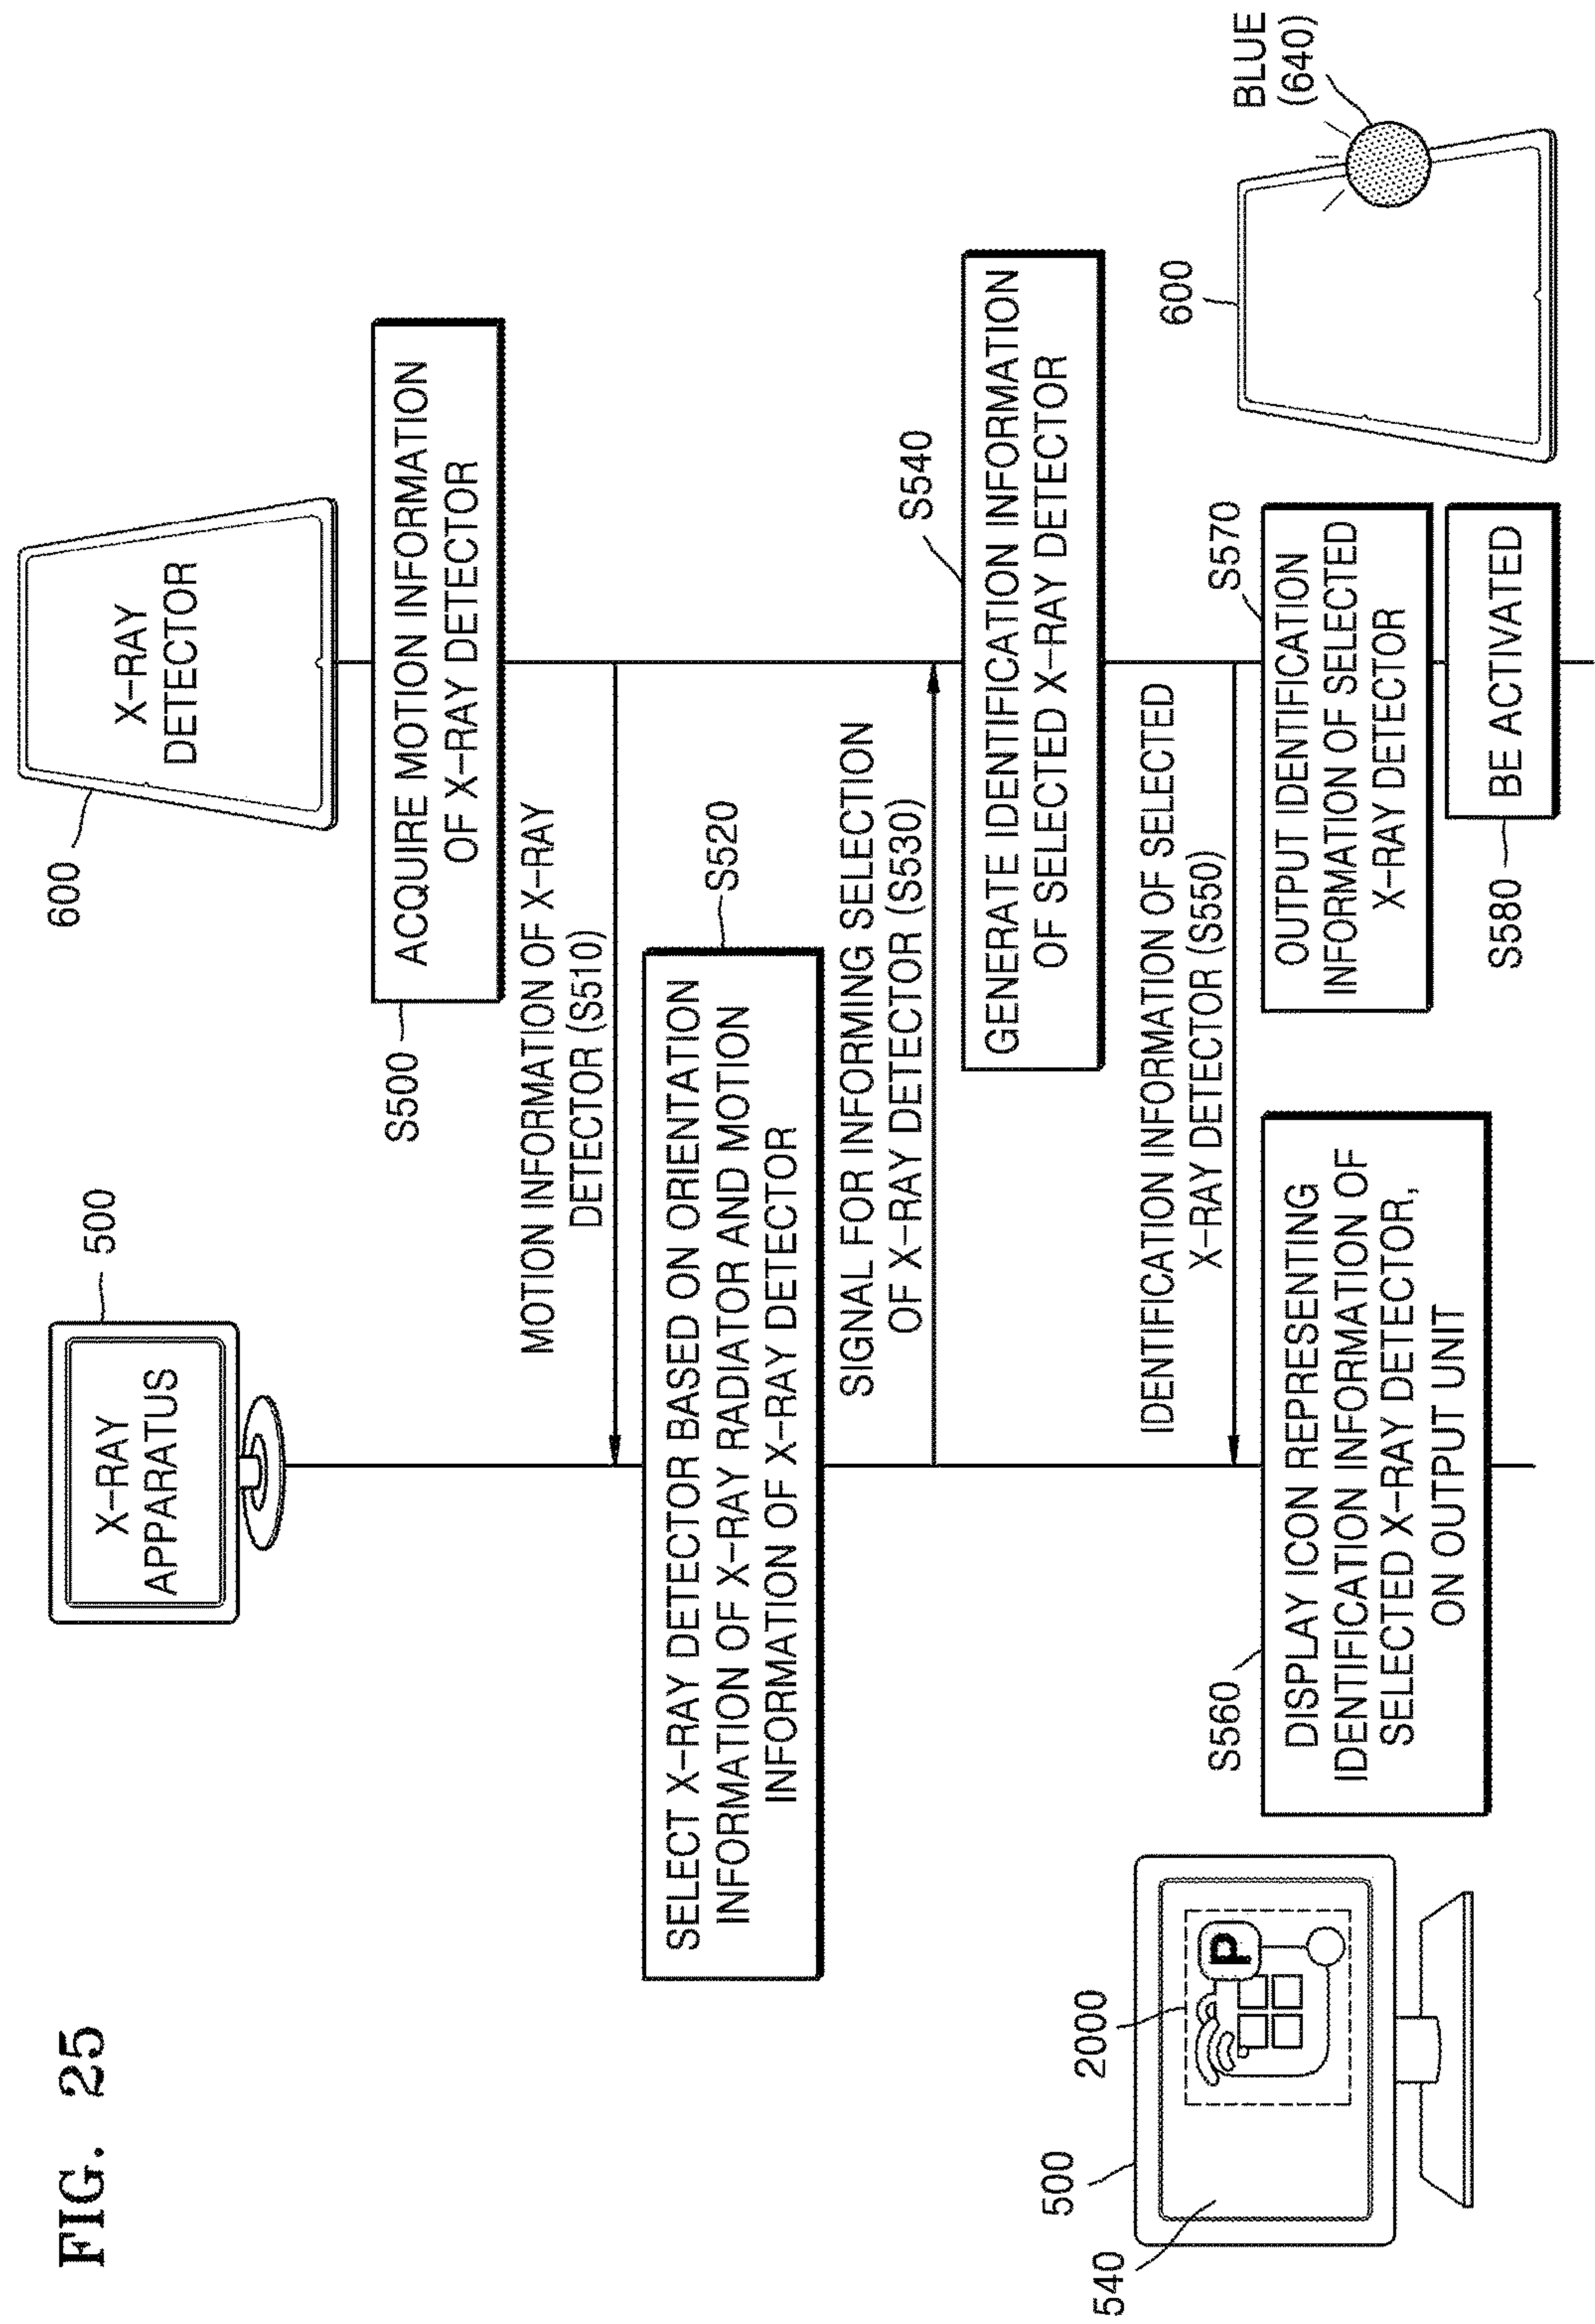 FIG. 25
X-RAY
APPARATUS
500
600
X-RAY
DETECTOR
S500
ACQUIRE MOTION INFORMATION
OF X-RAY DETECTOR
MOTION INFORMATION OF X-RAY
DETECTOR (S510)
SELECT X-RAY DETECTOR BASED ON ORIENTATION
INFORMATION OF X-RAY RADIATOR AND MOTION
INFORMATION OF X-RAY DETECTOR
S520
SIGNAL FOR INFORMING SELECTION
OF X-RAY DETECTOR (S530)
S540
GENERATE IDENTIFICATION INFORMATION
OF SELECTED X-RAY DETECTOR
IDENTIFICATION INFORMATION OF SELECTED
X-RAY DETECTOR (S550)
540
500
2000
P
S560
DISPLAY ICON REPRESENTING
IDENTIFICATION INFORMATION OF
SELECTED X-RAY DETECTOR,
ON OUTPUT UNIT
S570
OUTPUT IDENTIFICATION
INFORMATION OF SELECTED
X-RAY DETECTOR
S580
BE ACTIVATED
600
BLUE
(640)